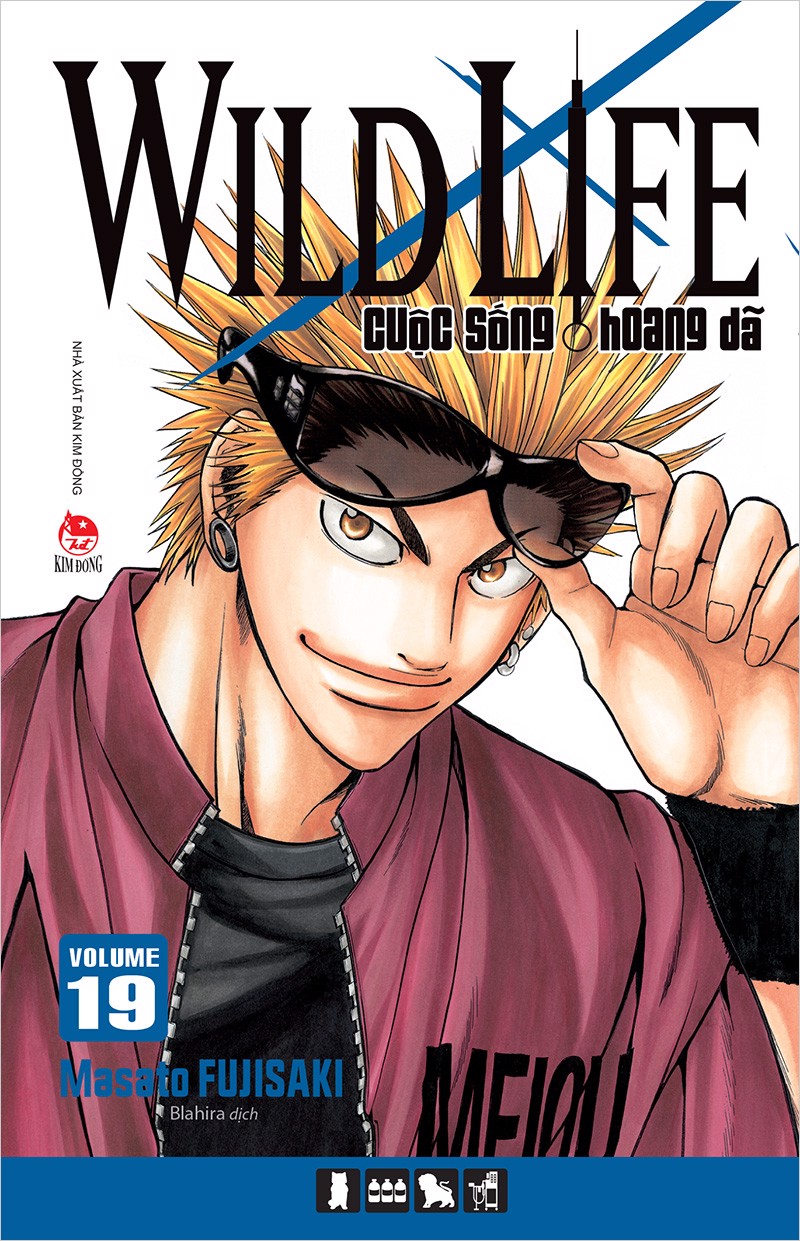 WILD LIFE
cuộc sống hoang dã
NHÀ XUẤT BẢN KIM ĐỒNG
KIM ĐỒNG
VOLUME
19
Masato FUJISAKI
Blahira dịch
MEIOU